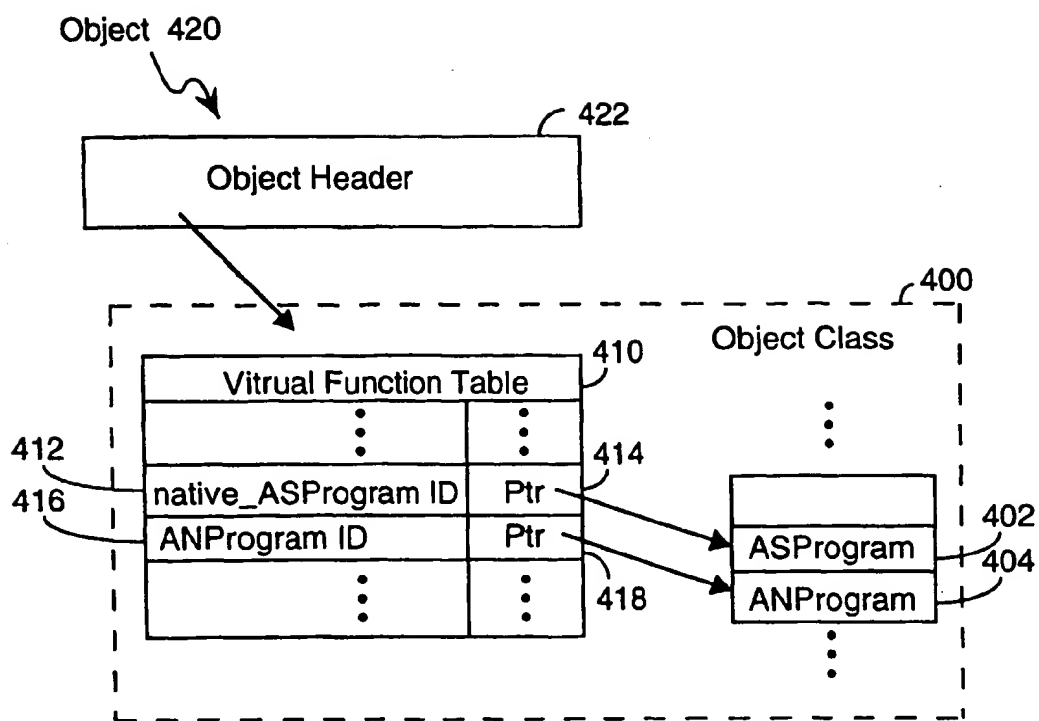 Object 420
422
Object Header
400
Object Class
410
Vitrual Function Table
412
414
native_ASProgram ID Ptr
416
402
ANProgram ID Ptr
ASProgram
404
418
ANProgram